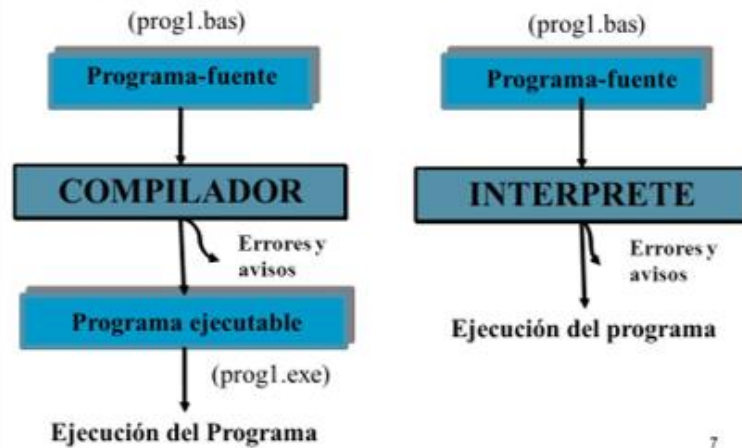 (prog1.bas)
Programa-fuente
COMPILADOR
Errores y
avisos
Programa ejecutable
(prog1.exe)
Ejecución del Programa
(prog1.bas)
Programa-fuente
INTERPRETE
Errores y
avisos
Ejecución del programa
7